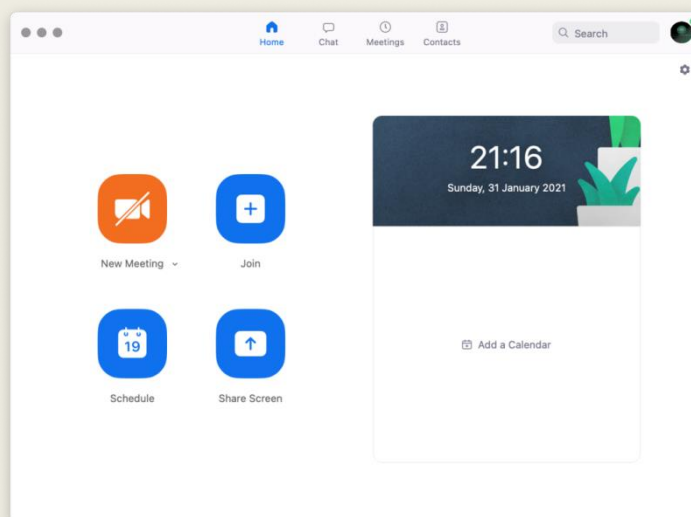 Home Chat Meetings Contacts
Search
21:16
Sunday, 31 January 2021
New Meeting
Join
19
Schedule
Share Screen
Add a Calendar